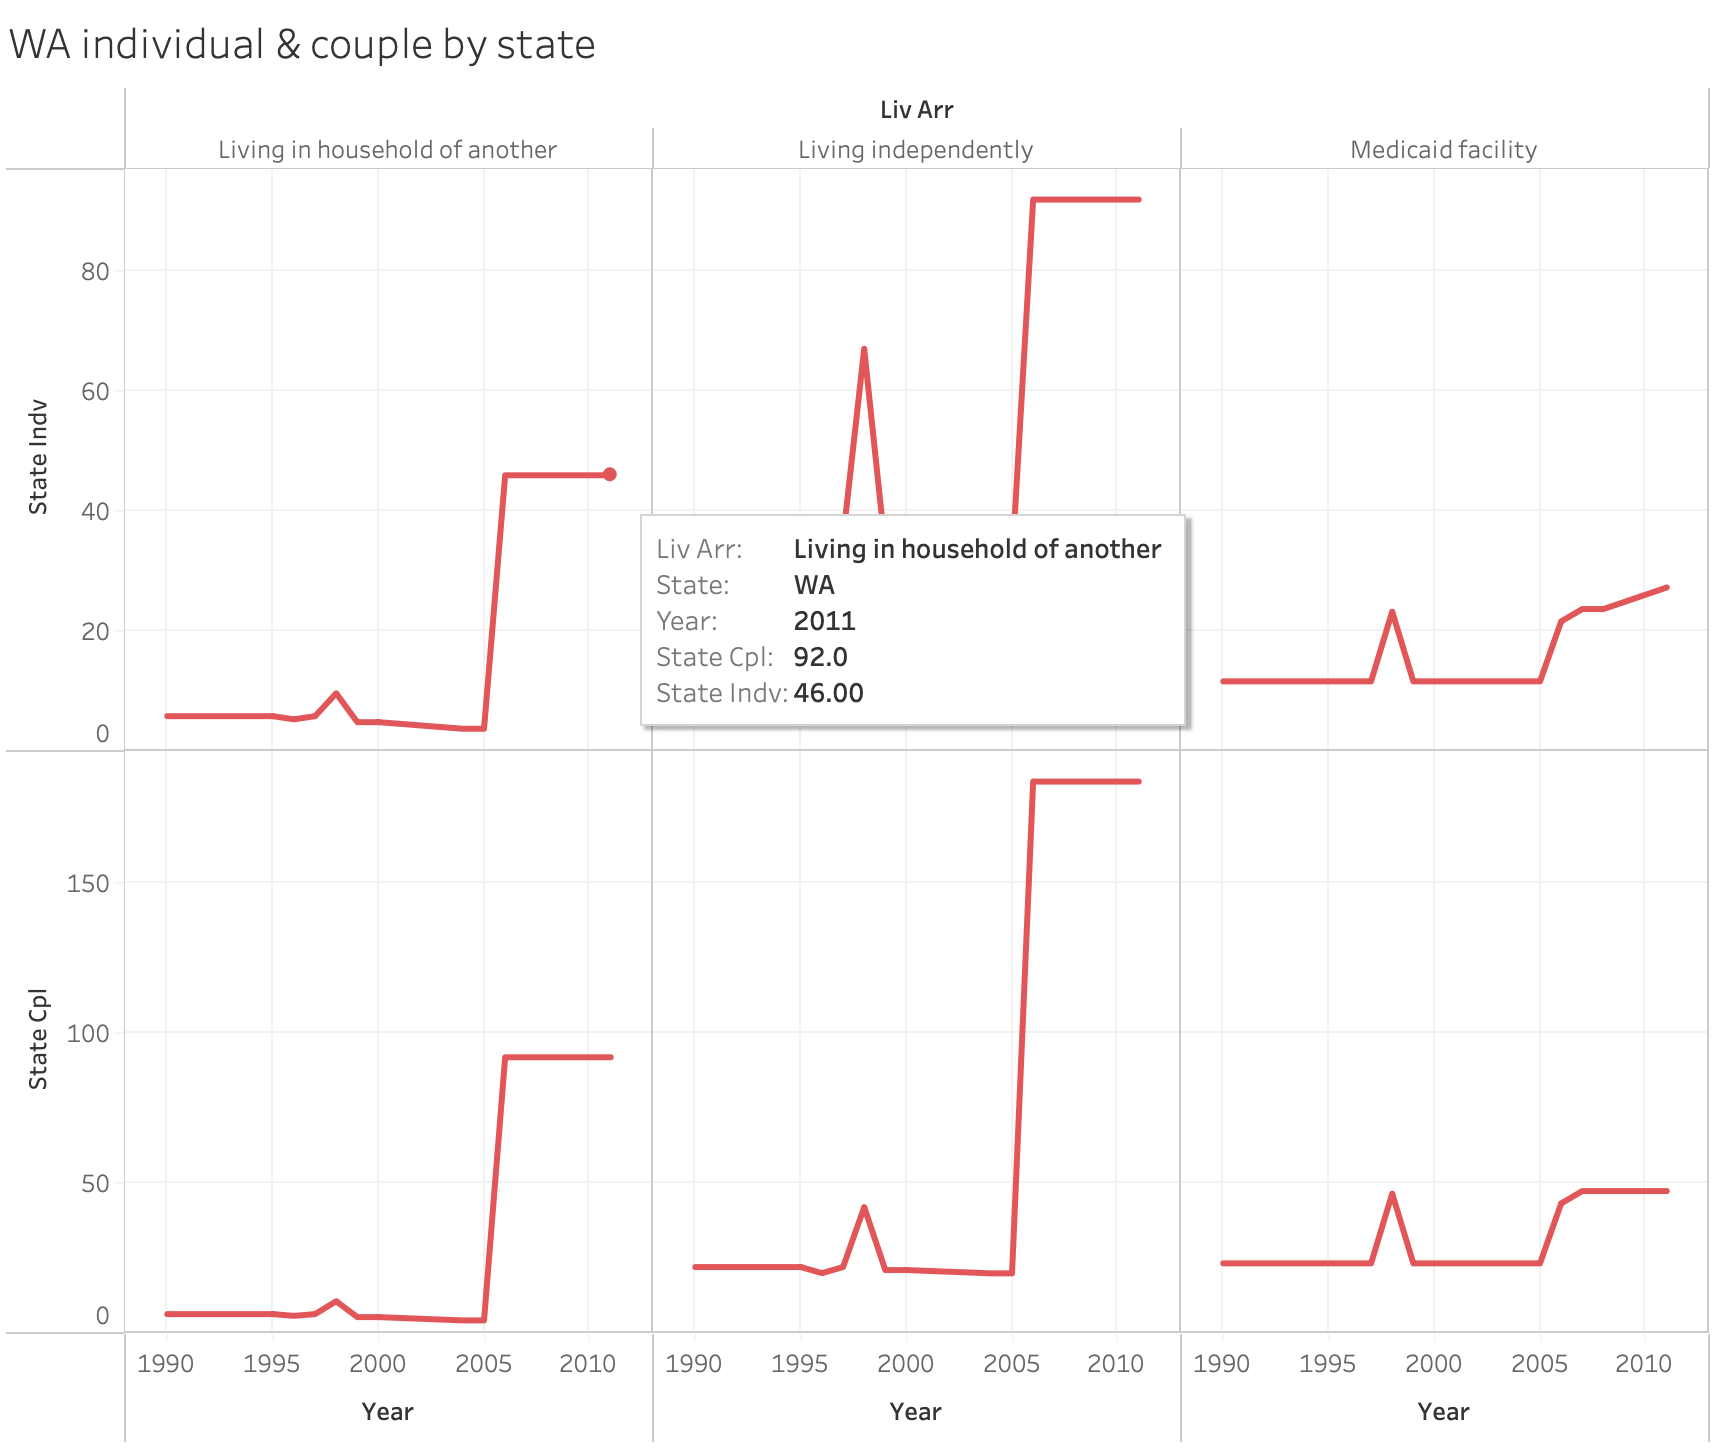 WA individual & couple by state
Liv Arr
Living in household of another
Living independently
Medicaid facility
State Indv
80
60
40
20
0
Liv Arr: Living in household of another
State: WA
Year: 2011
State Cpl: 92.0
State Indv: 46.00
State Cpl
150
100
50
0
1990 1995 2000 2005 2010 1990 1995 2000 2005 2010 1990 1995 2000 2005 2010
Year Year Year